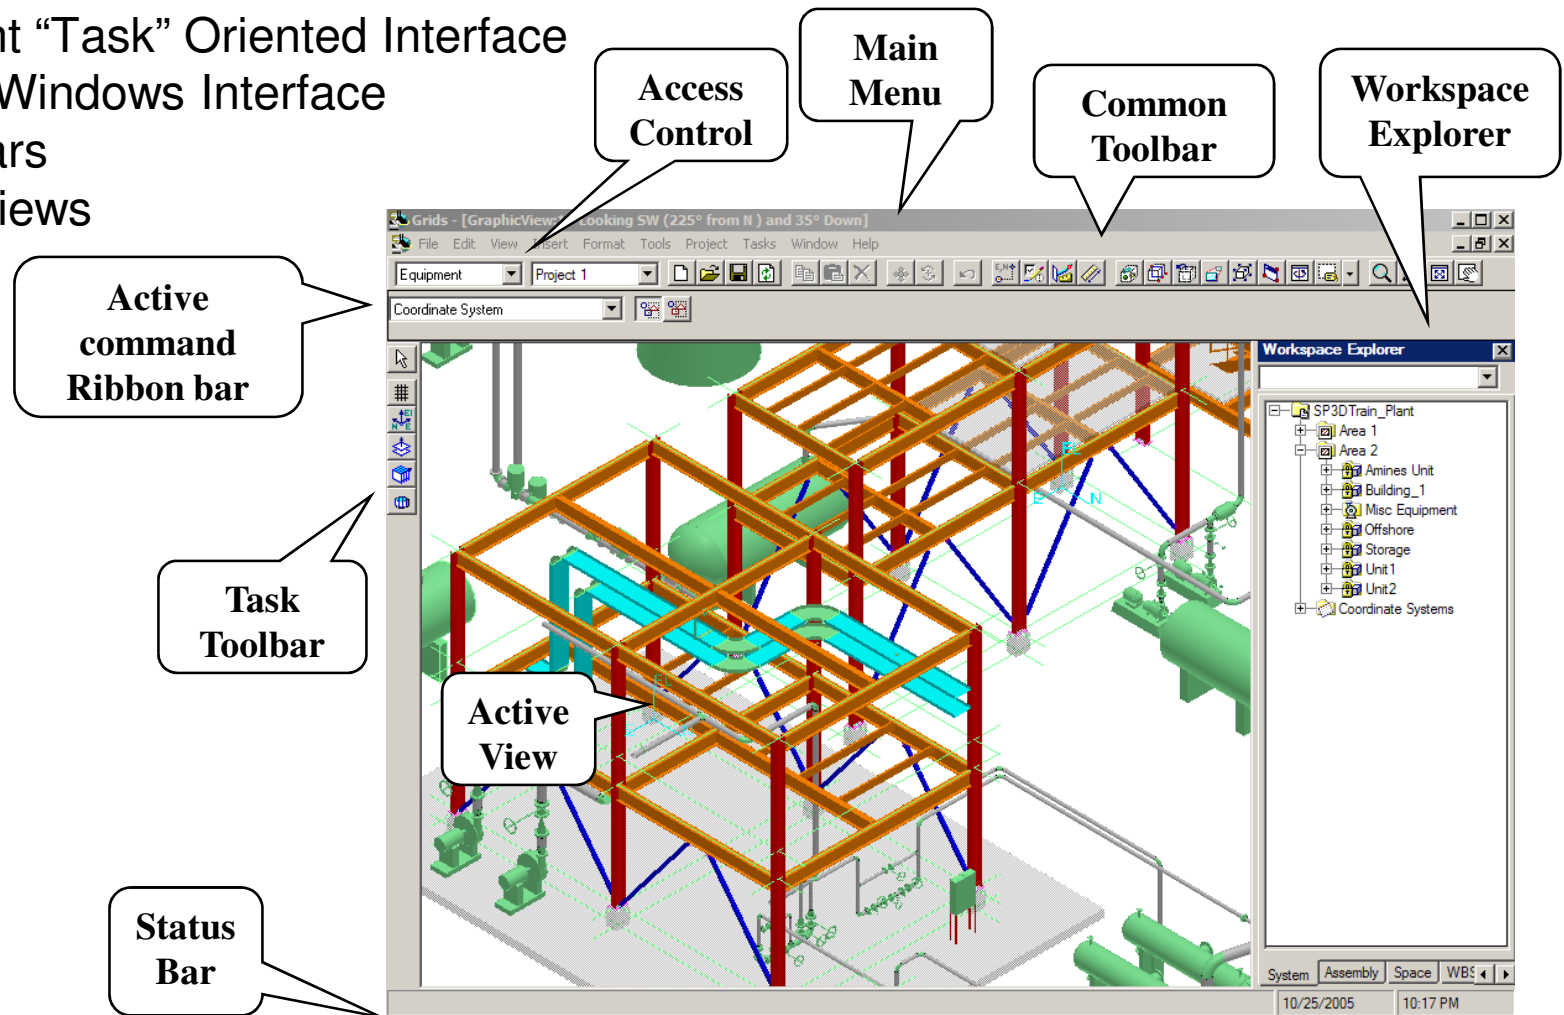 nt “Task” Oriented Interface
Windows Interface
ars
iews
Access
Control
Main
Menu
Common
Toolbar
Workspace
Explorer
Active
command
Ribbon bar
Task
Toolbar
Active
View
Status
Bar
Grids - [GraphicView: Looking SW (225° from N ) and 35° Down]
File Edit View Insert Format Tools Project Tasks Window Help
Equipment Project 1
Coordinate System
Workspace Explorer
SP3DTrain_Plant
Area 1
Area 2
Amines Unit
Building_1
Misc Equipment
Offshore
Storage
Unit1
Unit2
Coordinate Systems
EL
E N
EL
System Assembly Space WBS
10/25/2005 10:17 PM